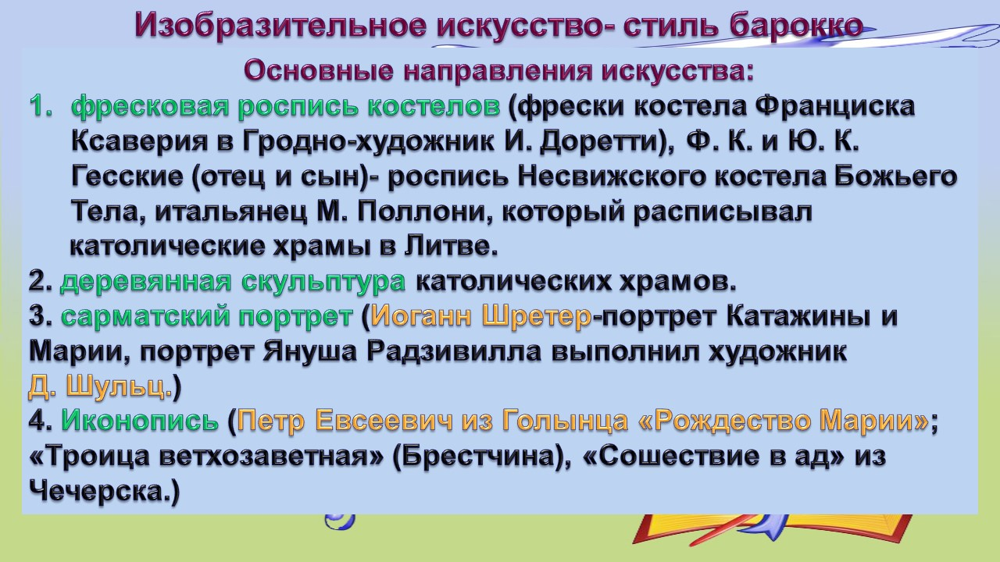 Изобразительное искусство- стиль барокко
Основные направления искусства:
1. фресковая роспись костелов (фрески костела Франциска
Ксаверия в Гродно-художник И. Доретти), Ф. К. и Ю. К.
Гесские (отец и сын)- роспись Несвижского костела Божьего
Тела, итальянец М. Поллони, который расписывал
католические храмы в Литве.
2. деревянная скульптура католических храмов.
3. сарматский портрет (Иоганн Шретер-портрет Катажины и
Марии, портрет Януша Радзивилла выполнил художник
Д. Шульц.)
4. Иконопись (Петр Евсеевич из Голынца «Рождество Марии»;
«Троица ветхозаветная» (Брестчина), «Сошествие в ад» из
Чечерска.)